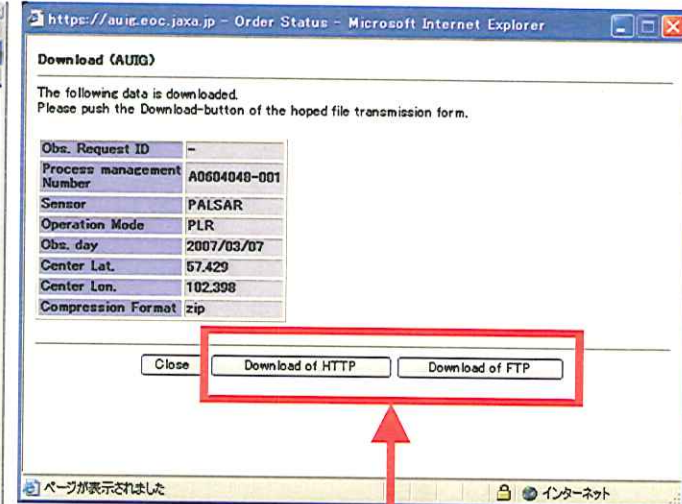 https://auig.eoc.jaxa.jp - Order Status - Microsoft Internet Explorer
Download (AUIG)
The following data is downloaded.
Please push the Download-button of the hoped file transmission form.
Obs. Request ID -
Process management Number A0604048-001
Sensor PALSAR
Operation Mode PLR
Obs. day 2007/03/07
Center Lat. 57.429
Center Lon. 102.398
Compression Format zip
Close Download of HTTP Download of FTP
ページが表示されました インターネット